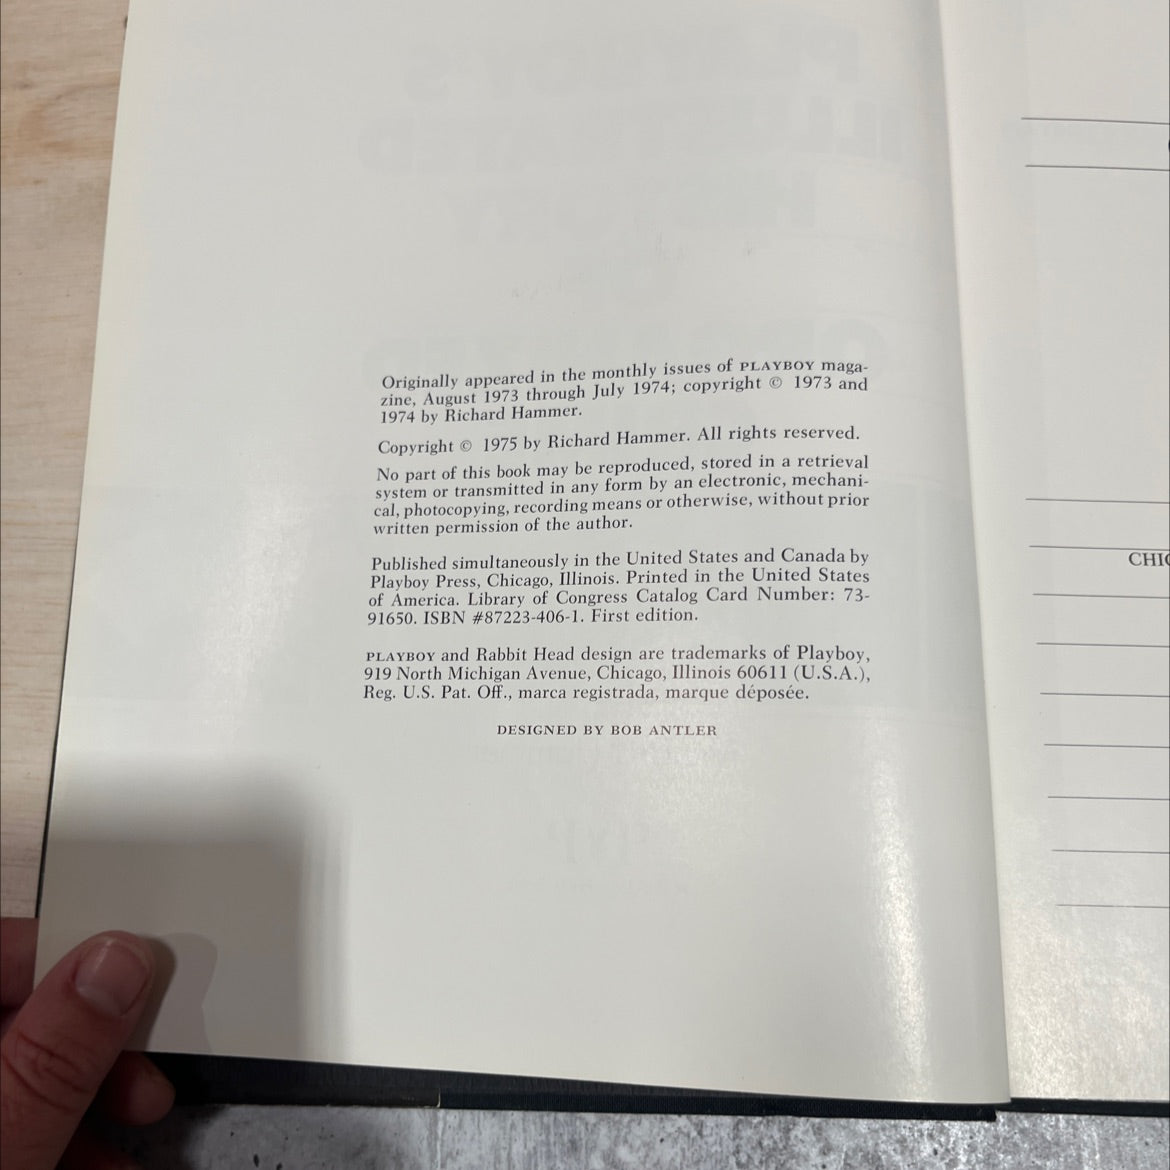 Originally appeared in the monthly issues of PLAYBOY maga-
zine, August 1973 through July 1974; copyright © 1973 and
1974 by Richard Hammer.
Copyright © 1975 by Richard Hammer. All rights reserved.
No part of this book may be reproduced, stored in a retrieval
system or transmitted in any form by an electronic, mechani-
cal, photocopying, recording means or otherwise, without prior
written permission of the author.
Published simultaneously in the United States and Canada by
Playboy Press, Chicago, Illinois. Printed in the United States
of America. Library of Congress Catalog Card Number: 73-
91650. ISBN #87223-406-1. First edition.
PLAYBOY and Rabbit Head design are trademarks of Playboy,
919 North Michigan Avenue, Chicago, Illinois 60611 (U.S.A.),
Reg. U.S. Pat. Off., marca registrada, marque déposée.
DESIGNED BY BOB ANTLER